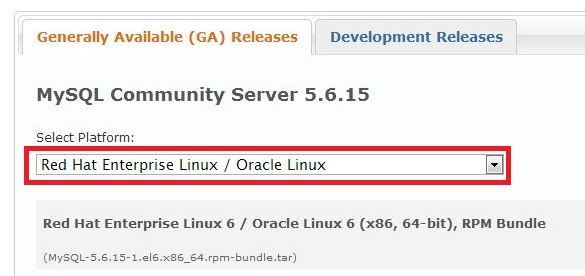 Generally Available (GA) Releases
Development Releases
MySQL Community Server 5.6.15
Select Platform:
Red Hat Enterprise Linux / Oracle Linux
Red Hat Enterprise Linux 6 / Oracle Linux 6 (x86, 64-bit), RPM Bundle
(MySQL-5.6.15-1.el6.x86_64.rpm-bundle.tar)